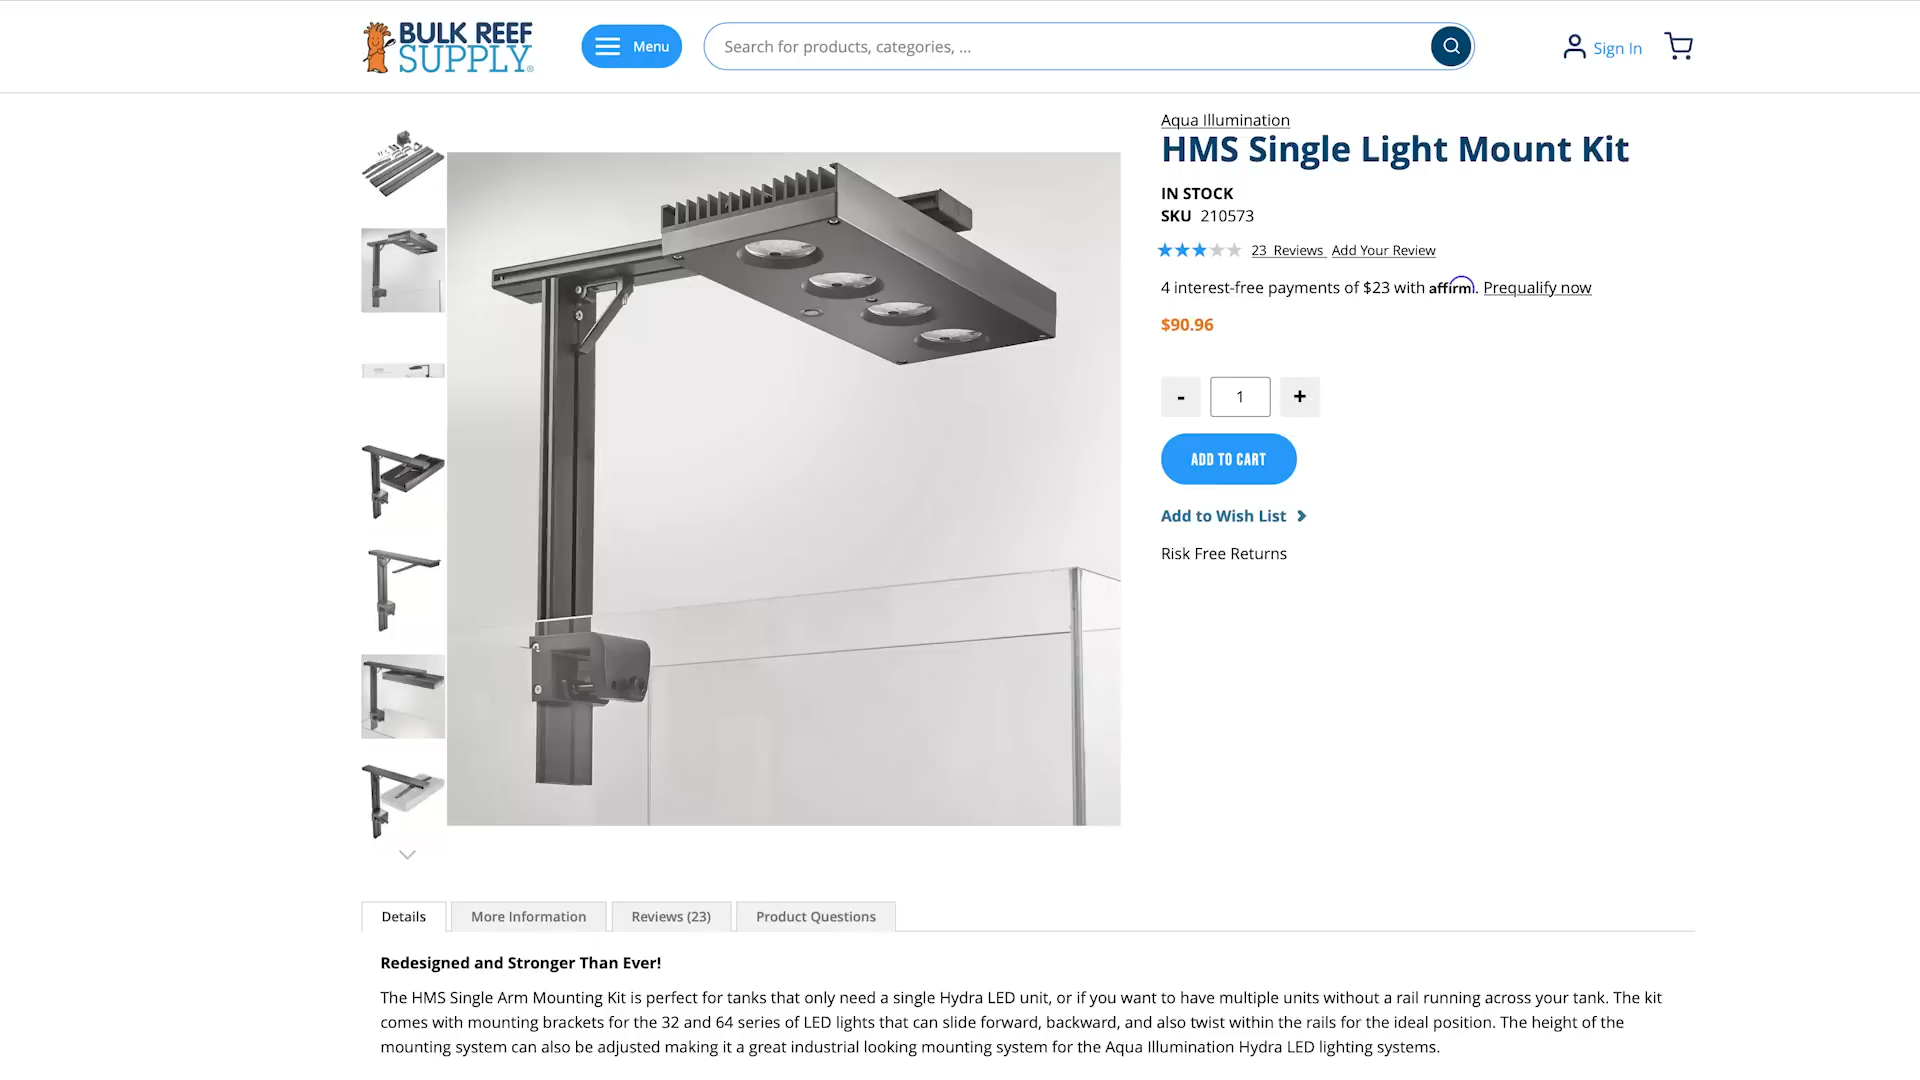 BULK REEF
SUPPLY®
Menu
Search for products, categories, ...
Sign In
Aqua Illumination
HMS Single Light Mount Kit
IN STOCK
SKU 210573
23 Reviews Add Your Review
4 interest-free payments of $23 with affirm. Prequalify now
$90.96
- 1 +
ADD TO CART
Add to Wish List
Risk Free Returns
Details More Information Reviews (23) Product Questions
Redesigned and Stronger Than Ever!
The HMS Single Arm Mounting Kit is perfect for tanks that only need a single Hydra LED unit, or if you want to have multiple units without a rail running across your tank. The kit
comes with mounting brackets for the 32 and 64 series of LED lights that can slide forward, backward, and also twist within the rails for the ideal position. The height of the
mounting system can also be adjusted making it a great industrial looking mounting system for the Aqua Illumination Hydra LED lighting systems.